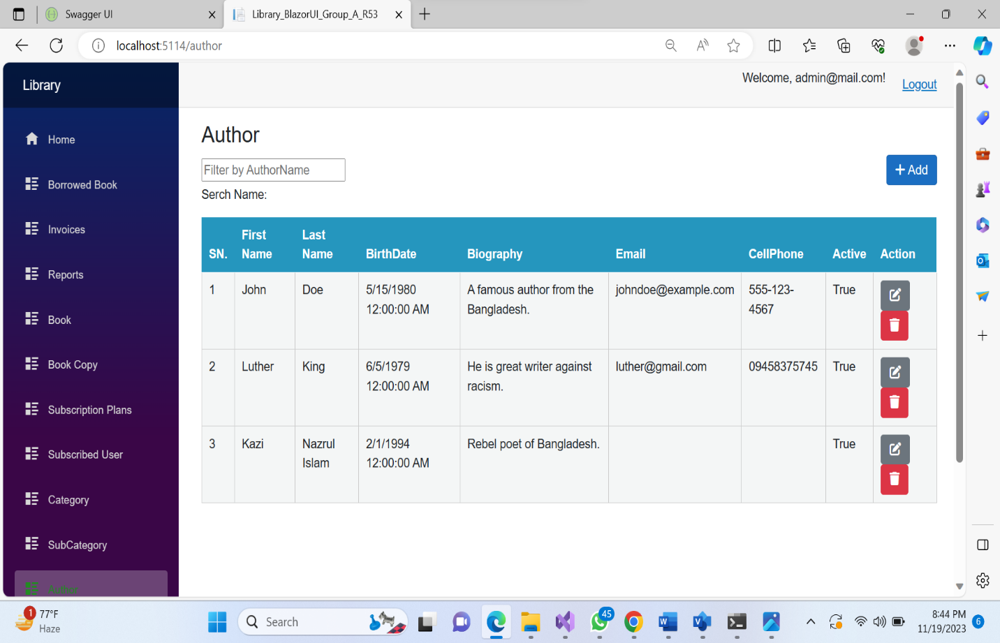 Swagger UI
Library_BlazorUI_Group_A_R53
localhost:5114/author
Library
Welcome, admin@mail.com!
Logout
Home
Borrowed Book
Invoices
Reports
Book
Book Copy
Subscription Plans
Subscribed User
Category
SubCategory
Author
Author
Filter by AuthorName
Add
Serch Name:
SN. First Name Last Name BirthDate Biography Email CellPhone Active Action
1 John Doe 5/15/1980 12:00:00 AM A famous author from the Bangladesh. johndoe@example.com 555-123-4567 True
2 Luther King 6/5/1979 12:00:00 AM He is great writer against racism. luther@gmail.com 09458375745 True
3 Kazi Nazrul Islam 2/1/1994 12:00:00 AM Rebel poet of Bangladesh. True
1
77°F
Haze
Search
45
8:44 PM
11/19/2023
6